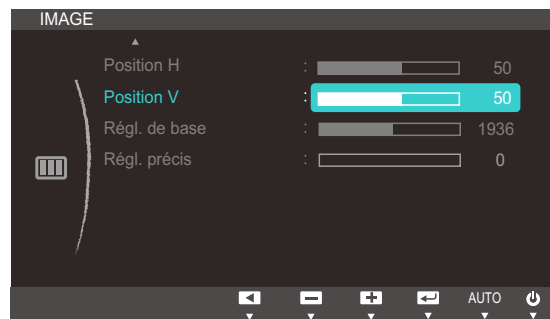 IMAGE
Position H : 50
Position V : 50
Régl. de base : 1936
Régl. précis : 0
AUTO